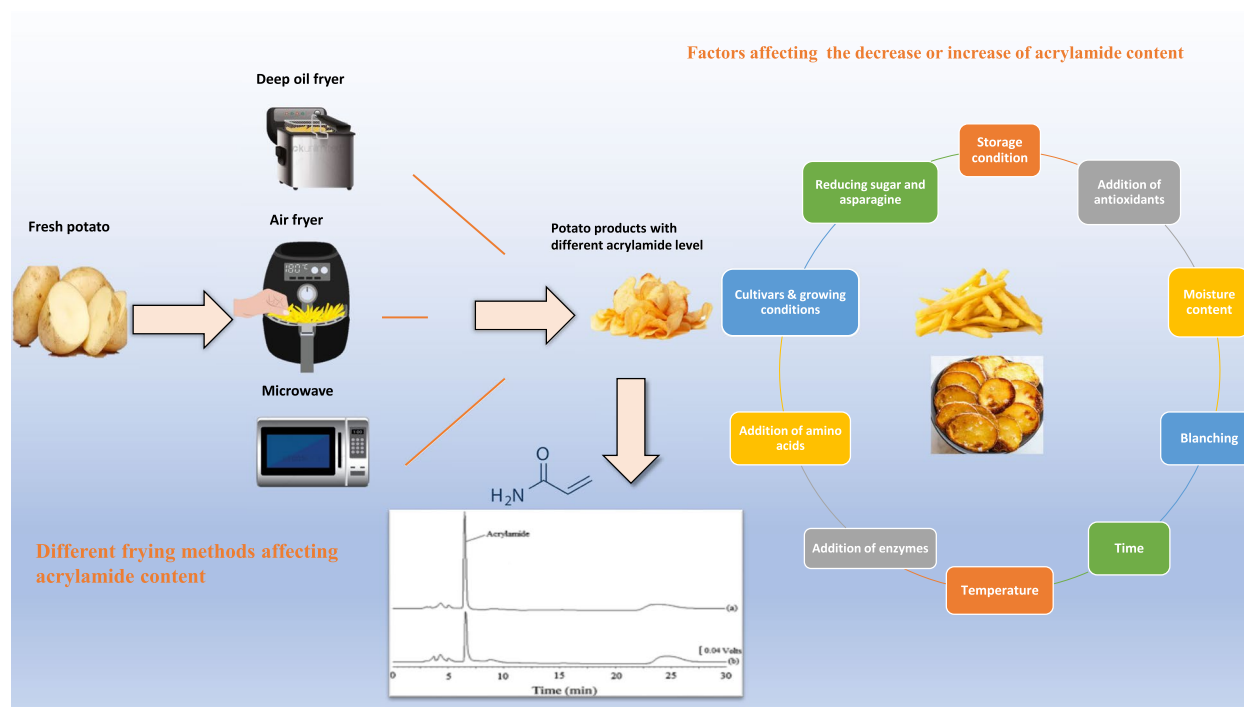 Factors affecting the decrease or increase of acrylamide content
Deep oil fryer
Fresh potato
Air fryer
180°C
Microwave
Potato products with
different acrylamide level
Different frying methods affecting
acrylamide content
O
H₂N
Acrylamide
(a)
[ 0.04 Volts
(b)
0
5
10
15
20
25
30
Time (min)
Storage
condition
Addition of
antioxidants
Moisture
content
Blanching
Time
Temperature
Addition of enzymes
Addition of amino
acids
Cultivars & growing
conditions
Reducing sugar and
asparagine